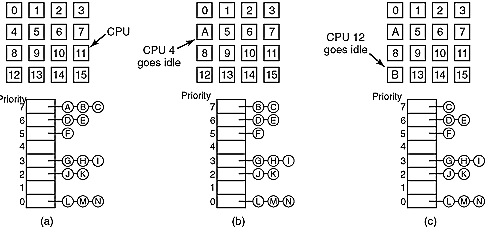 0 1 2 3
4 5 6 7
8 9 10 11
12 13 14 15
CPU
Priority
7 A B C
6 D E
5 F
4
3 G H I
2 J K
1
0 L M N
(a)
0 1 2 3
A 5 6 7
8 9 10 11
12 13 14 15
CPU 4
goes idle
Priority
7 B C
6 D E
5 F
4
3 G H I
2 J K
1
0 L M N
(b)
0 1 2 3
A 5 6 7
8 9 10 11
B 13 14 15
CPU 12
goes idle
Priority
7 C
6 D E
5 F
4
3 G H I
2 J K
1
0 L M N
(c)